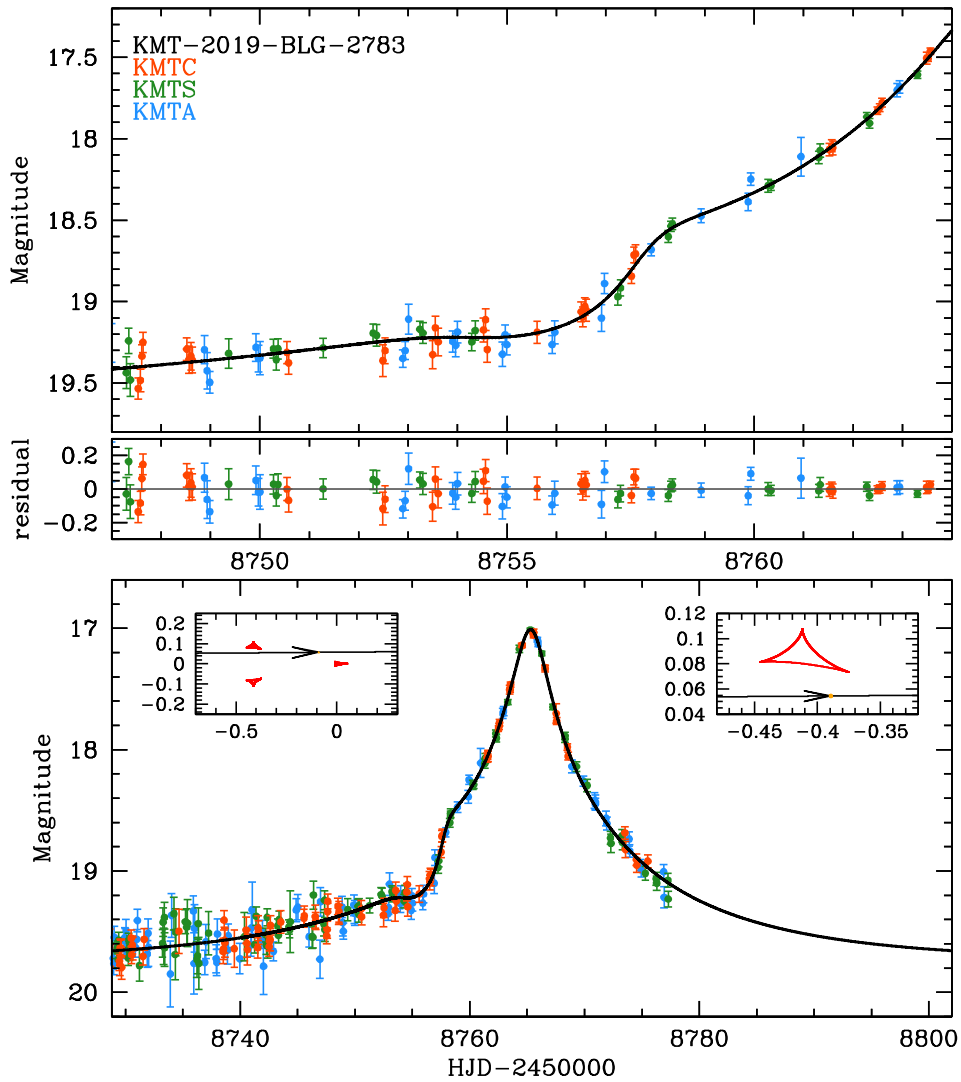 KMT-2019-BLG-2783
KMTC
KMTS
KMTA
17.5
18
18.5
19
19.5
Magnitude
0.2
0
-0.2
residual
8750 8755 8760
17
18
19
20
Magnitude
0.2
0.1
0
-0.1
-0.2
-0.5 0
0.12
0.1
0.08
0.06
0.04
-0.45 -0.4 -0.35
8740 8760 8780 8800
HJD-2450000